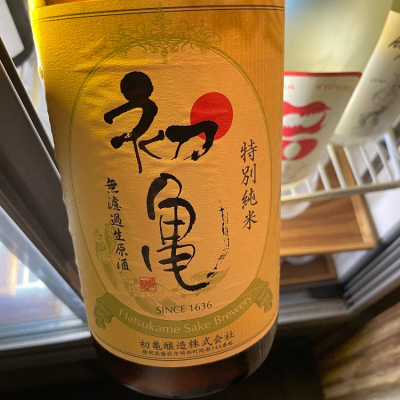 初亀
特別純米
無濾過生原酒
SINCE 1636
Hatsukame Sake Brewery
初亀醸造株式会社